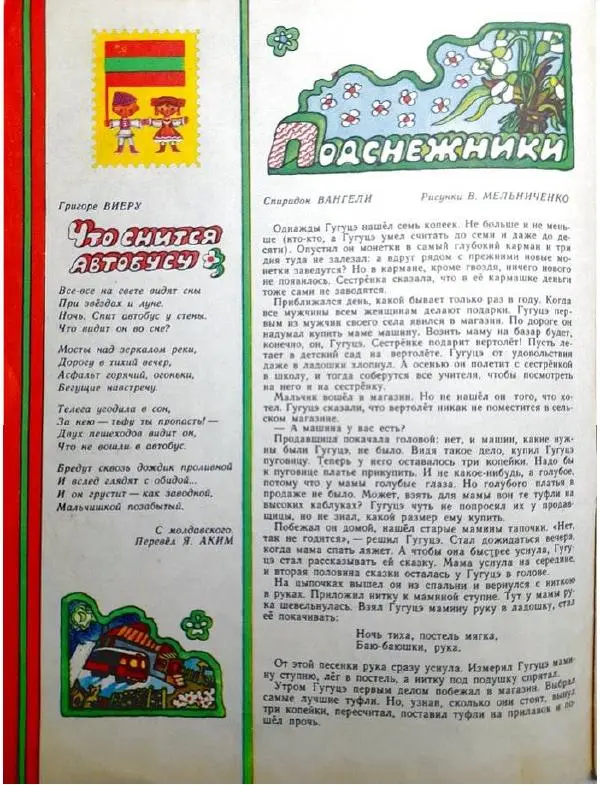 Григоре ВИЕРУ
Что снится
автобусу
Все-все на свете видят сны
При звёздах и луне.
Ночь. Спит автобус у стены.
Что видит он во сне?
Мосты над зеркалом реки,
Дорогу в тихий вечер,
Асфальт горячий, огоньки,
Бегущие навстречу.
Телега угодила в сон,
За нею — тьфу ты пропасть! —
Двух пешеходов видит он,
Что не вошли в автобус.
Бредут сквозь дождик проливной
И вслед глядят с обидой...
И он грустит — как заводной,
Мальчишкой позабытый.
С молдавского.
Перевёл Я. АКИМ
Подснежники
Спиридон ВАНГЕЛИ Рисунки В. МЕЛЬНИЧЕНКО
Однажды Гугуцэ нашёл семь копеек. Не больше и не мень-
ше (кто-кто, а Гугуцэ умел считать до семи и даже до де-
сяти). Опустил он монетки в самый глубокий карман и три
дня туда не залезал: а вдруг рядом с прежними новые мо-
нетки заведутся? Но в кармане, кроме гвоздя, ничего нового
не появилось. Сестрёнка сказала, что в её кармашке деньги
тоже сами не заводятся.
Приближался день, какой бывает только раз в году. Когда
все мужчины всем женщинам делают подарки. Гугуцэ пер-
вым из мужчин своего села явился в магазин. По дороге он
надумал купить маме машину. Возить маму на базар будет,
конечно, он, Гугуцэ. Сестрёнке подарит вертолёт! Пусть ле-
тает в детский сад на вертолёте. Гугуцэ от удовольствия
даже в ладошки хлопнул. А осенью он полетит с сестрёнкой
в школу, и тогда соберутся все учителя, чтобы посмотреть
на него и на сестрёнку.
Мальчик вошёл в магазин. Но не нашёл он того, что хо-
тел. Гугуцэ сказали, что вертолёт никак не поместится в сель-
ском магазине.
— А машина у вас есть?
Продавщица покачала головой: нет, и машин, какие нуж-
ны были Гугуцэ, не было. Видя такое дело, купил Гугуцэ
пуговицу. Теперь у него оставалось три копейки. Надо бы
к пуговице платье прикупить. И не какое-нибудь, а голубое,
потому что у мамы голубые глаза. Но голубого платья в
продаже не было. Может, взять для мамы вон те туфли на
высоких каблуках? Гугуцэ чуть не попросил их у продав-
щицы, но не знал, какой размер ему купить.
Побежал он домой, нашёл старые мамины тапочки. «Нет,
так не годится», — решил Гугуцэ. Стал дожидаться вечера,
когда мама спать ляжет. А чтобы она быстрее уснула, Гугу-
цэ стал рассказывать ей сказку. Мама уснула на середине,
и вторая половина сказки осталась у Гугуцэ в голове.
На цыпочках вышел он из спальни и вернулся с ниткою
в руках. Приложил нитку к маминой ступне. Тут у мамы ру-
ка шевельнулась. Взял Гугуцэ мамину руку в ладошку, стал
её покачивать:
Ночь тиха, постель мягка,
Баю-баюшки, рука.
От этой песенки рука сразу уснула. Измерил Гугуцэ мами-
ну ступню, лёг в постель, а нитку под подушку спрятал.
Утром Гугуцэ первым делом побежал в магазин. Выбрал
самые лучшие туфли. Но, узнав, сколько они стоят, вынул
три копейки, пересчитал, поставил туфли на прилавок и по-
шёл прочь.